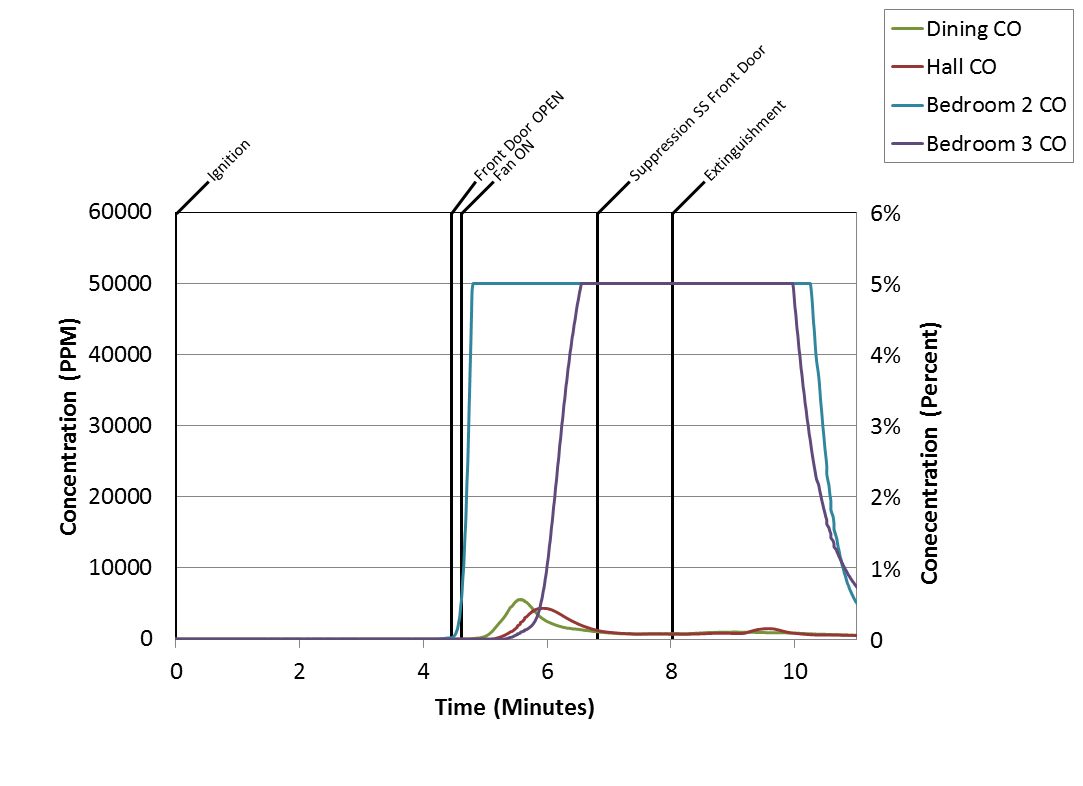 Dining CO
Hall CO
Bedroom 2 CO
Bedroom 3 CO
Ignition
Front Door OPEN
Fan ON
Suppression SS Front Door
Extinguishment
60000
50000
40000
30000
20000
10000
0
6%
5%
4%
3%
2%
1%
0
Concentration (PPM)
Conecentration (Percent)
0 2 4 6 8 10
Time (Minutes)